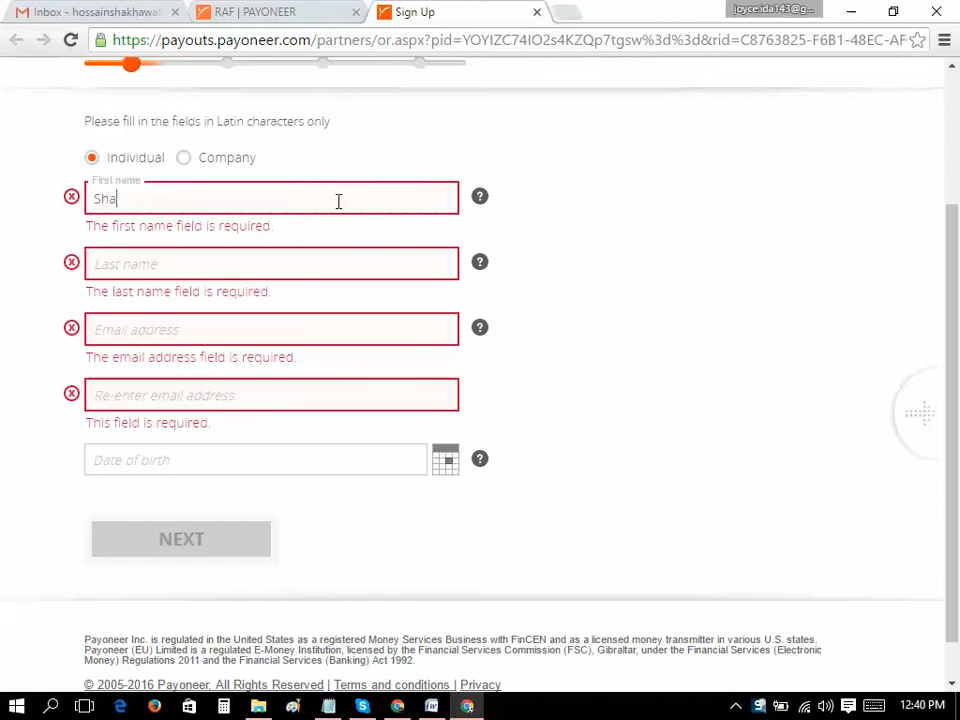 Inbox - hossainshakhawat
RAF | PAYONEER
Sign Up
joyce.ida143@g...
https://payouts.payoneer.com/partners/or.aspx?pid=YOYIZC74IO2s4KZQp7tgsw%3d%3d&rid=C8763825-F6B1-48EC-AF
Please fill in the fields in Latin characters only
Individual Company
First name
Sha
The first name field is required.
Last name
The last name field is required.
Email address
The email address field is required.
Re-enter email address
This field is required.
Date of birth
NEXT
Payoneer Inc. is regulated in the United States as a registered Money Services Business with FinCEN and as a licensed money transmitter in various U.S. states.
Payoneer (EU) Limited is a regulated E-Money Institution, licensed by the Financial Services Commission (FSC), Gibraltar, under the Financial Services (Electronic
Money) Regulations 2011 and the Financial Services (Banking) Act 1992.
© 2005-2016 Payoneer, All Rights Reserved | Terms and conditions | Privacy
12:40 PM